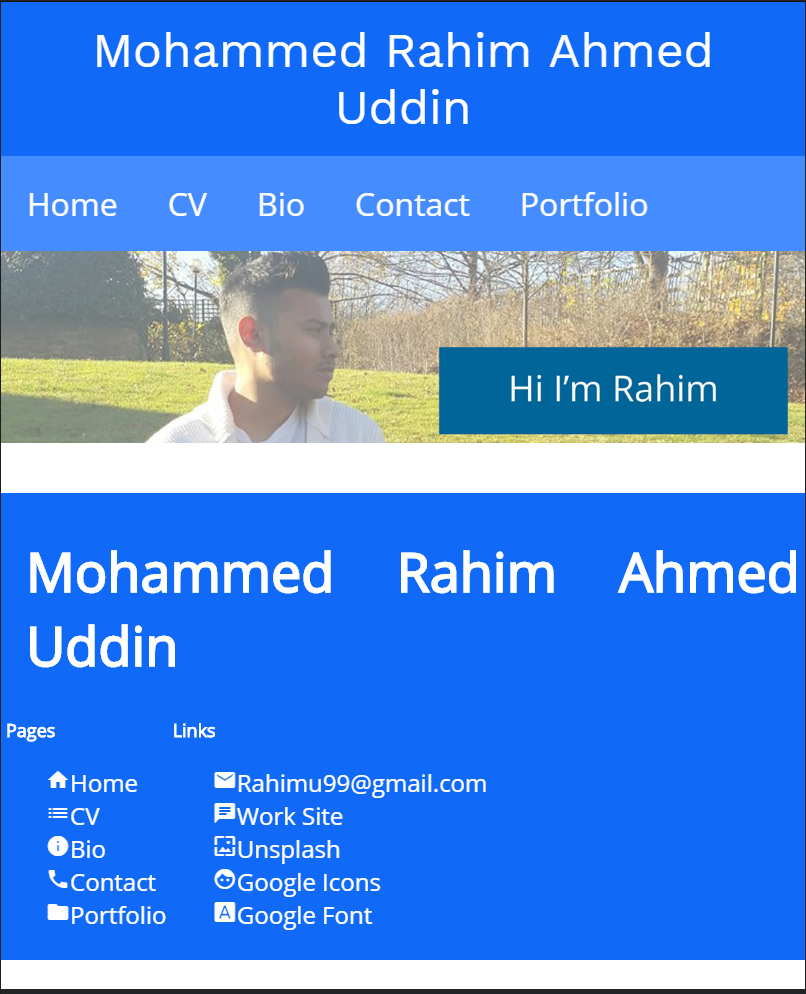 Mohammed Rahim Ahmed
Uddin
Home CV Bio Contact Portfolio
Hi I’m Rahim
Mohammed Rahim Ahmed
Uddin
Pages Links
Home Rahimu99@gmail.com
CV Work Site
Bio Unsplash
Contact Google Icons
Portfolio Google Font